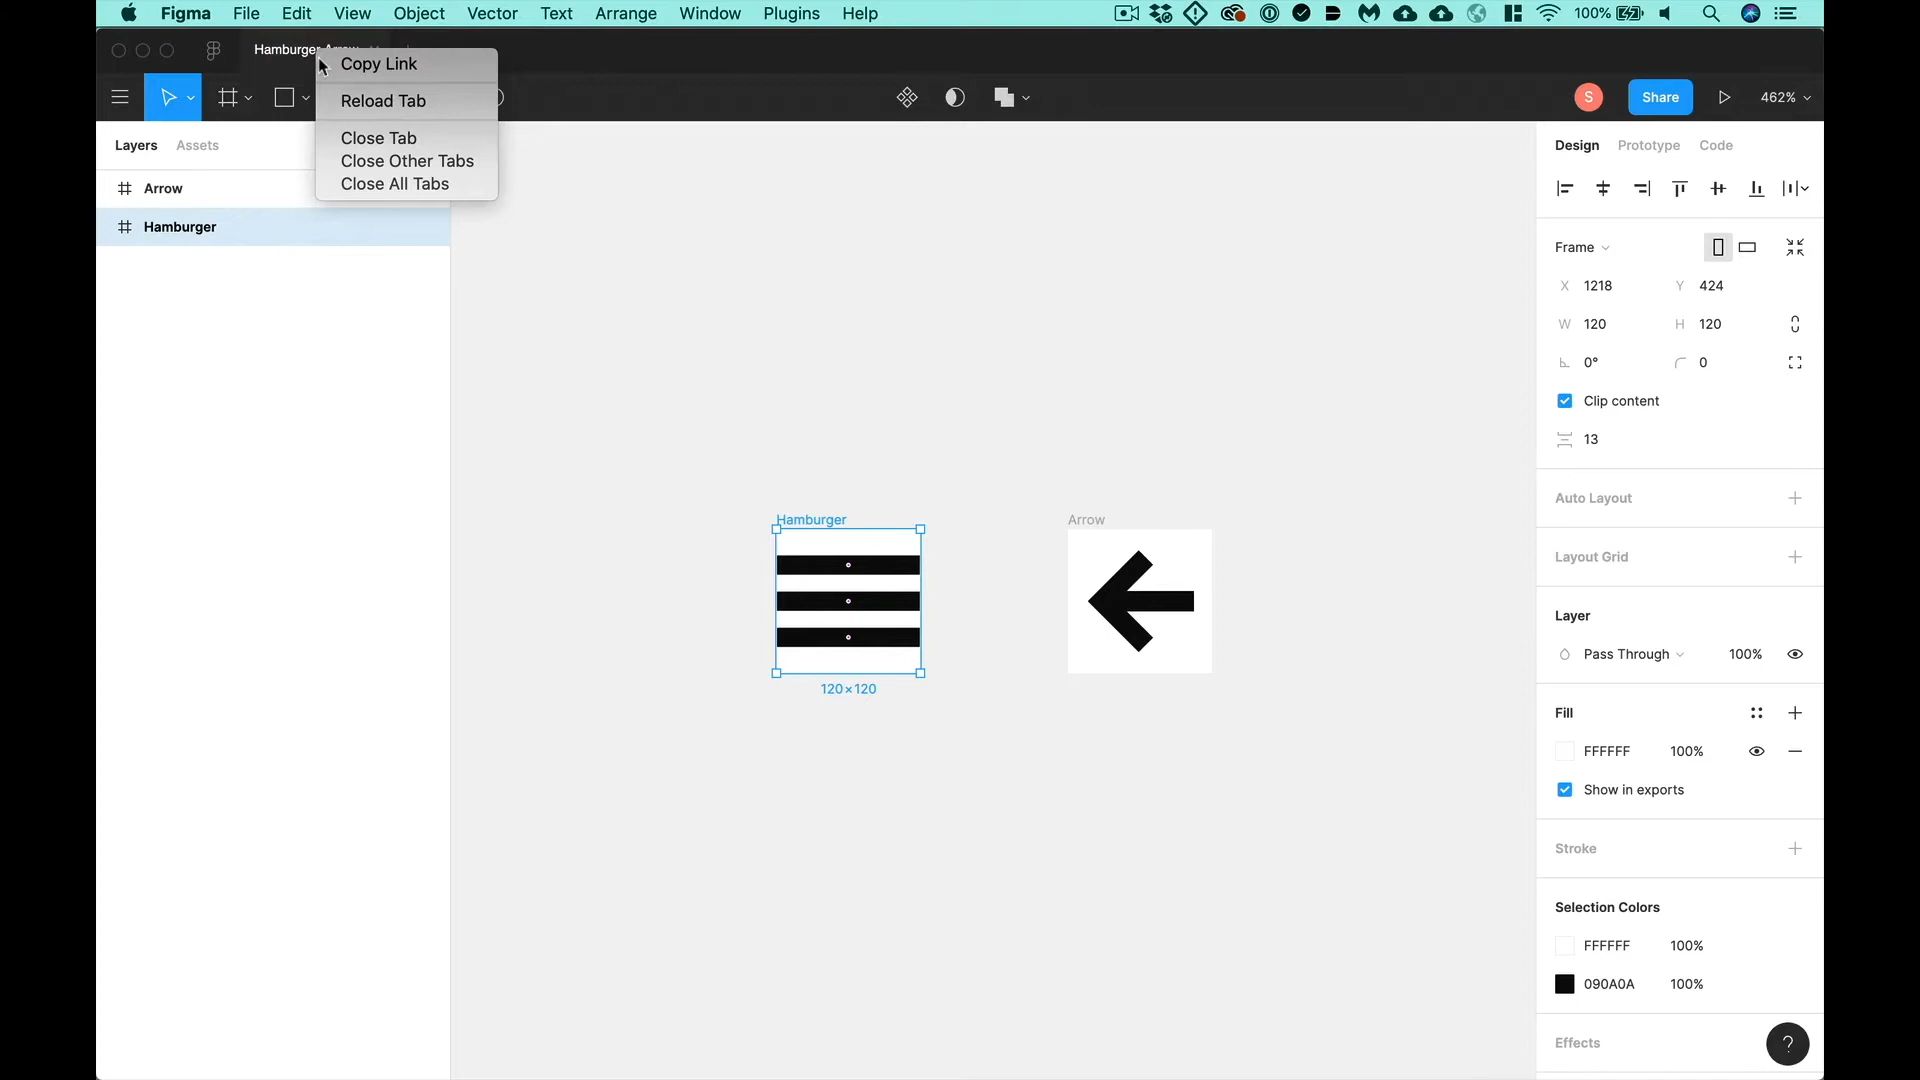 Figma File Edit View Object Vector Text Arrange Window Plugins Help 100%
Hamburger Arrow
Copy Link
Reload Tab
Close Tab
Close Other Tabs
Close All Tabs
S Share 462%
Layers Assets
Arrow
Hamburger
Hamburger
120×120
Arrow
Design Prototype Code
Frame
X 1218 Y 424
W 120 H 120
0° 0
Clip content
13
Auto Layout
Layout Grid
Layer
Pass Through 100%
Fill
FFFFFF 100%
Show in exports
Stroke
Selection Colors
FFFFFF 100%
090A0A 100%
Effects
?